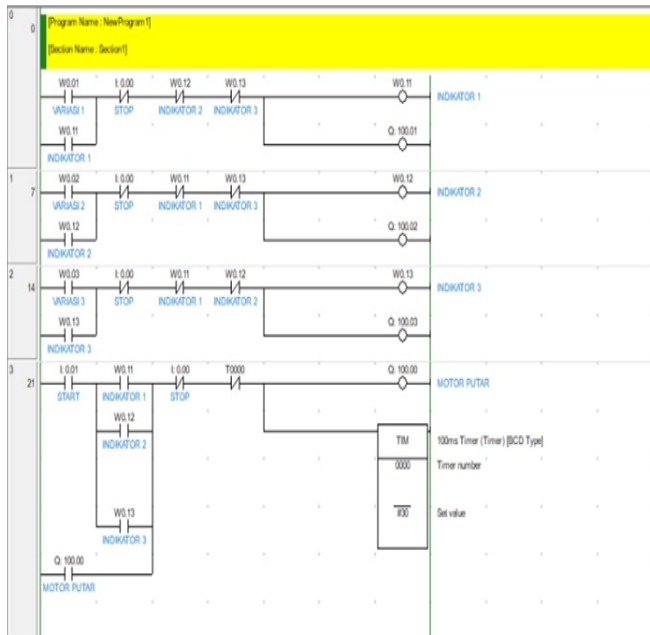 0
0
[Program Name : NewProgram1]
[Section Name : Section1]
W0.01 I: 0.00 W0.12 W0.13 W0.11
VARIASI 1 STOP INDIKATOR 2 INDIKATOR 3 INDIKATOR 1
W0.11 Q: 100.01
INDIKATOR 1
1
7
W0.02 I: 0.00 W0.11 W0.13 W0.12
VARIASI 2 STOP INDIKATOR 1 INDIKATOR 3 INDIKATOR 2
W0.12 Q: 100.02
INDIKATOR 2
2
14
W0.03 I: 0.00 W0.11 W0.12 W0.13
VARIASI 3 STOP INDIKATOR 1 INDIKATOR 2 INDIKATOR 3
W0.13 Q: 100.03
INDIKATOR 3
3
21
I: 0.01 W0.11 I: 0.00 T0000 Q: 100.00
START INDIKATOR 1 STOP MOTOR PUTAR
W0.12
INDIKATOR 2
TIM 100ms Timer (Timer) [BCD Type]
0000 Timer number
W0.13
#30 Set value
INDIKATOR 3
Q: 100.00
MOTOR PUTAR